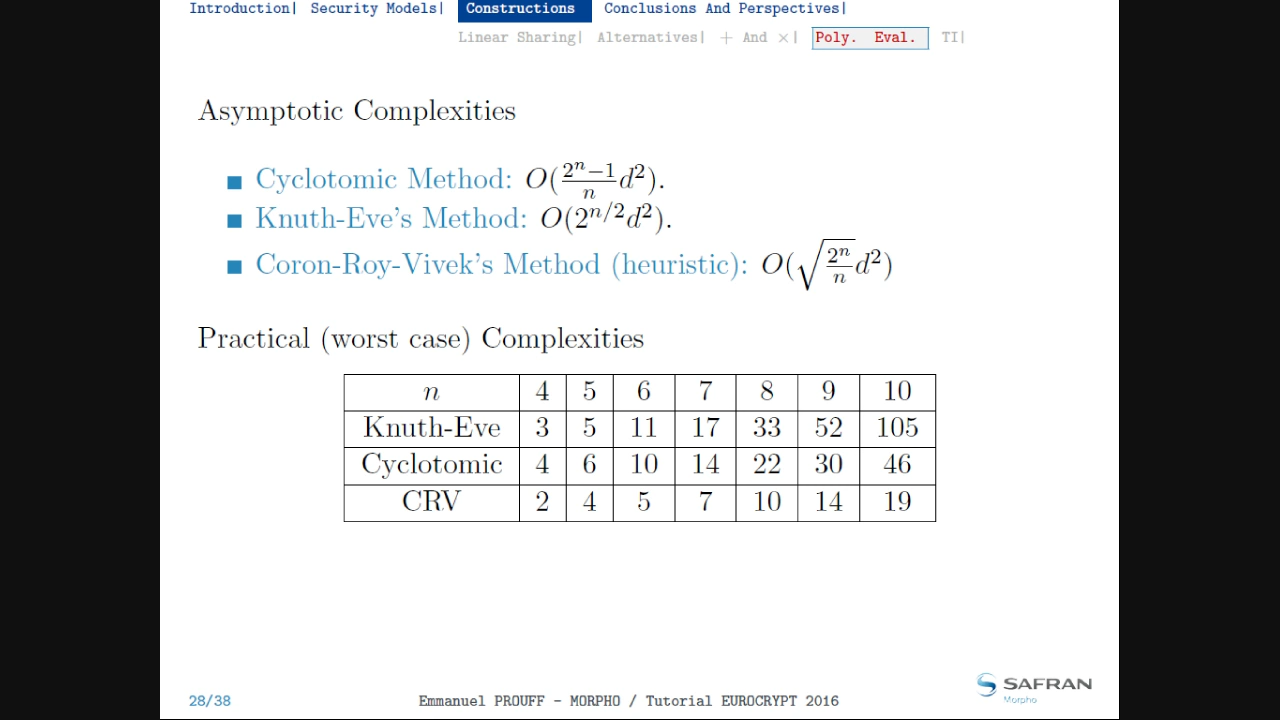 Introduction| Security Models| Constructions Conclusions And Perspectives|
Linear Sharing| Alternatives| + And ×| Poly. Eval. TI|
Asymptotic Complexities
Cyclotomic Method: O(\frac{2^n-1}{n}d^2).
Knuth-Eve's Method: O(2^{n/2}d^2).
Coron-Roy-Vivek's Method (heuristic): O(\sqrt{\frac{2^n}{n}}d^2)
Practical (worst case) Complexities
n 4 5 6 7 8 9 10
Knuth-Eve 3 5 11 17 33 52 105
Cyclotomic 4 6 10 14 22 30 46
CRV 2 4 5 7 10 14 19
SAFRAN
Morpho
28/38 Emmanuel PROUFF - MORPHO / Tutorial EUROCRYPT 2016